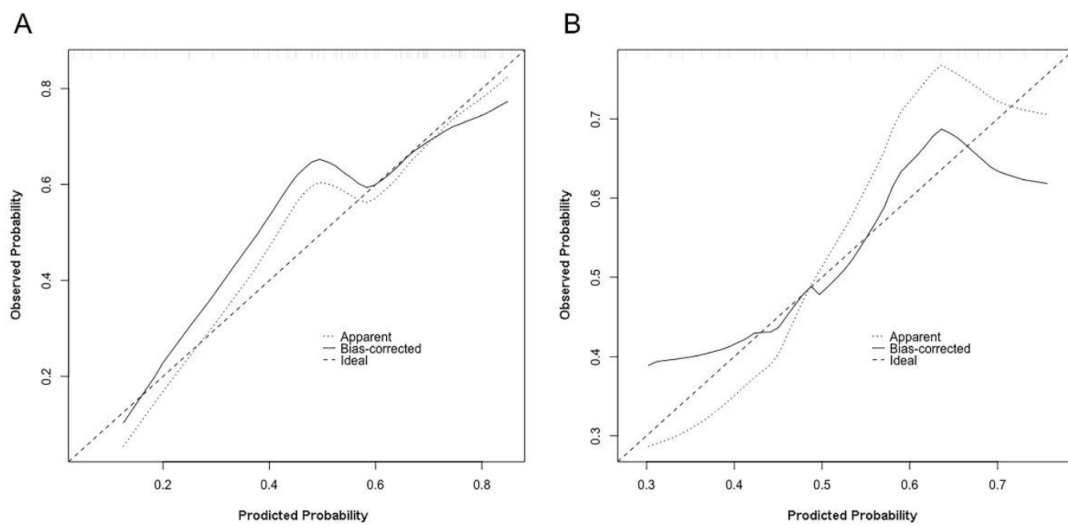 A
0.8
0.6
0.4
0.2
Observed Probability
Apparent
Bias-corrected
Ideal
0.2 0.4 0.6 0.8
Prodicted Probability
B
0.7
0.6
0.5
0.4
0.3
Observed Probability
Apparent
Bias-corrected
Ideal
0.3 0.4 0.5 0.6 0.7
Prodicted Probability